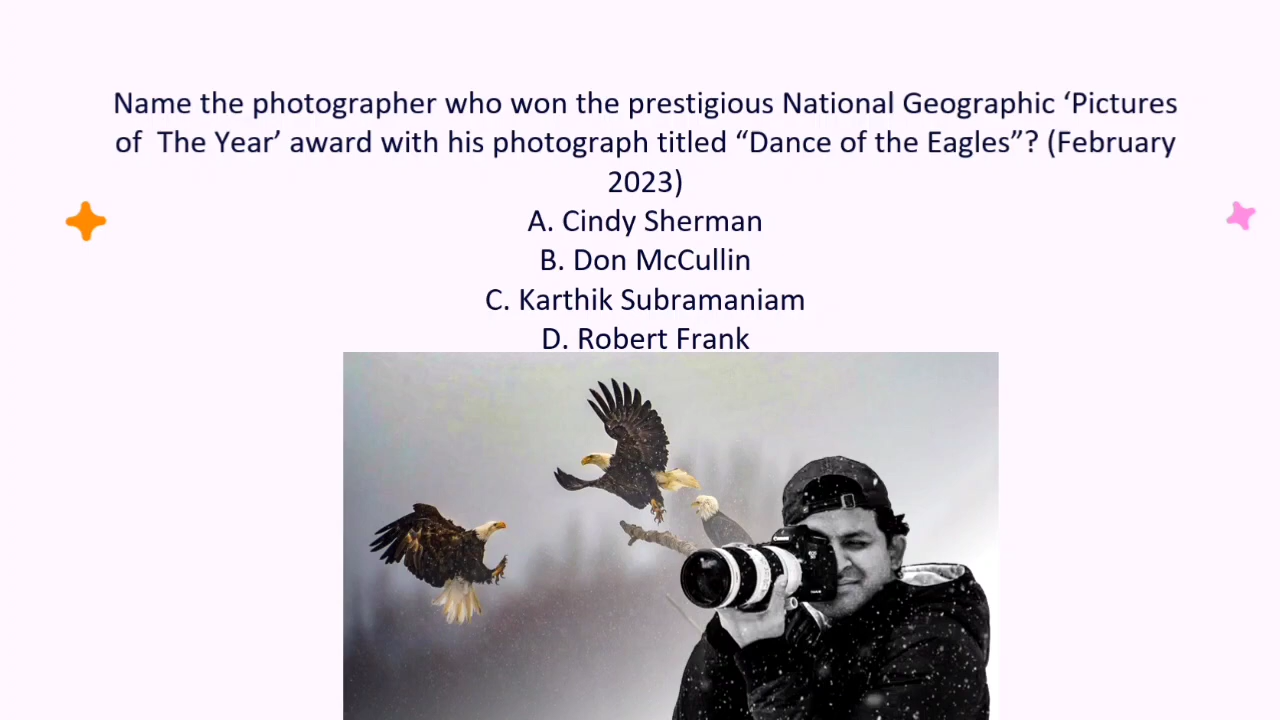 Name the photographer who won the prestigious National Geographic ‘Pictures
of  The Year’ award with his photograph titled “Dance of the Eagles”? (February
2023)
A. Cindy Sherman
B. Don McCullin
C. Karthik Subramaniam
D. Robert Frank